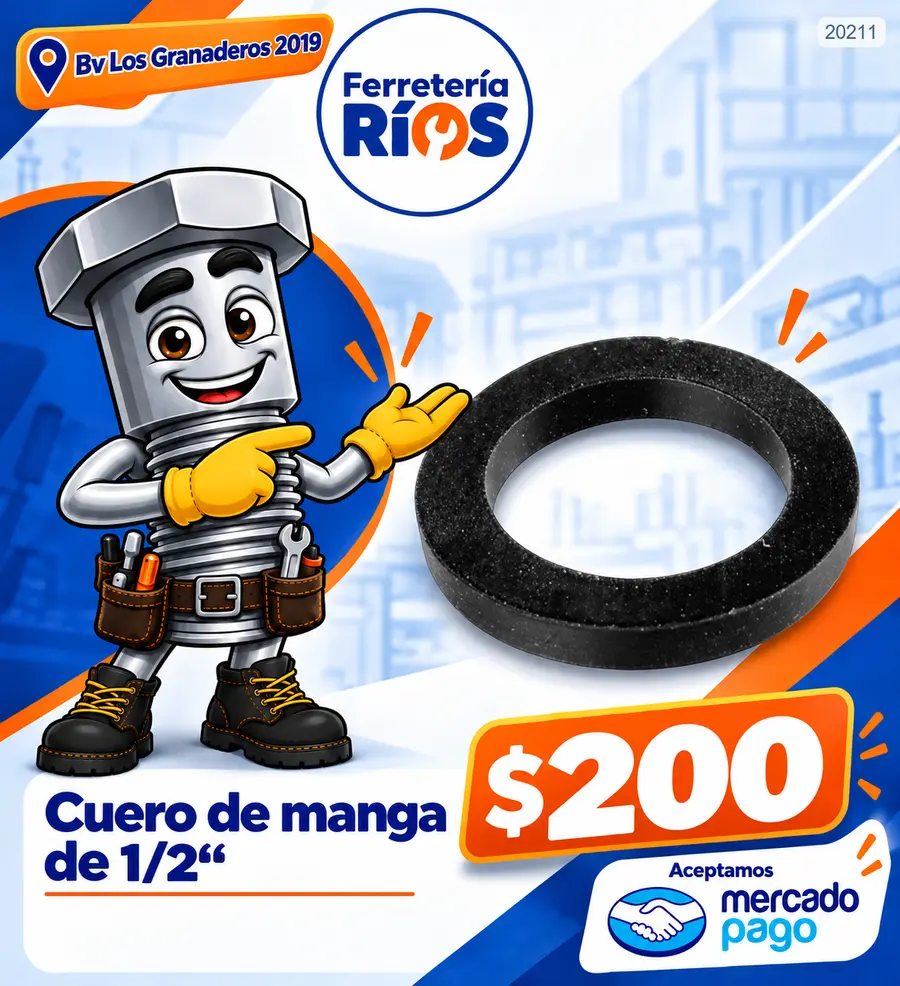 Bv Los Granaderos 2019
Ferretería
RÍOS
20211
$200
Cuero de manga
de 1/2“
Aceptamos
mercado
pago